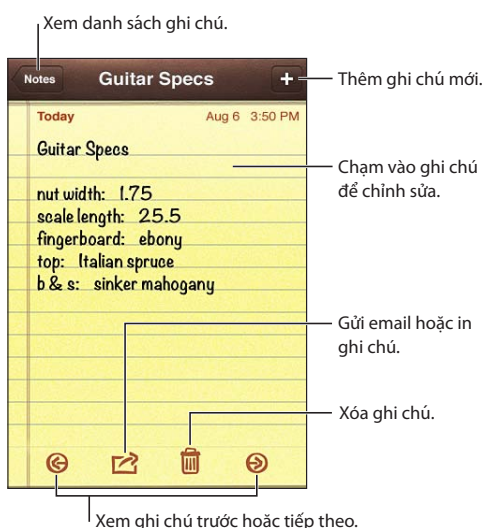 Xem danh sách ghi chú.
Notes
Guitar Specs
+
Thêm ghi chú mới.
Today
Aug 6 3:50 PM
Guitar Specs
nut width: 1.75
scale length: 25.5
fingerboard: ebony
top: Italian spruce
b & s: sinker mahogany
Chạm vào ghi chú
để chỉnh sửa.
Gửi email hoặc in
ghi chú.
Xóa ghi chú.
Xem ghi chú trước hoặc tiếp theo.